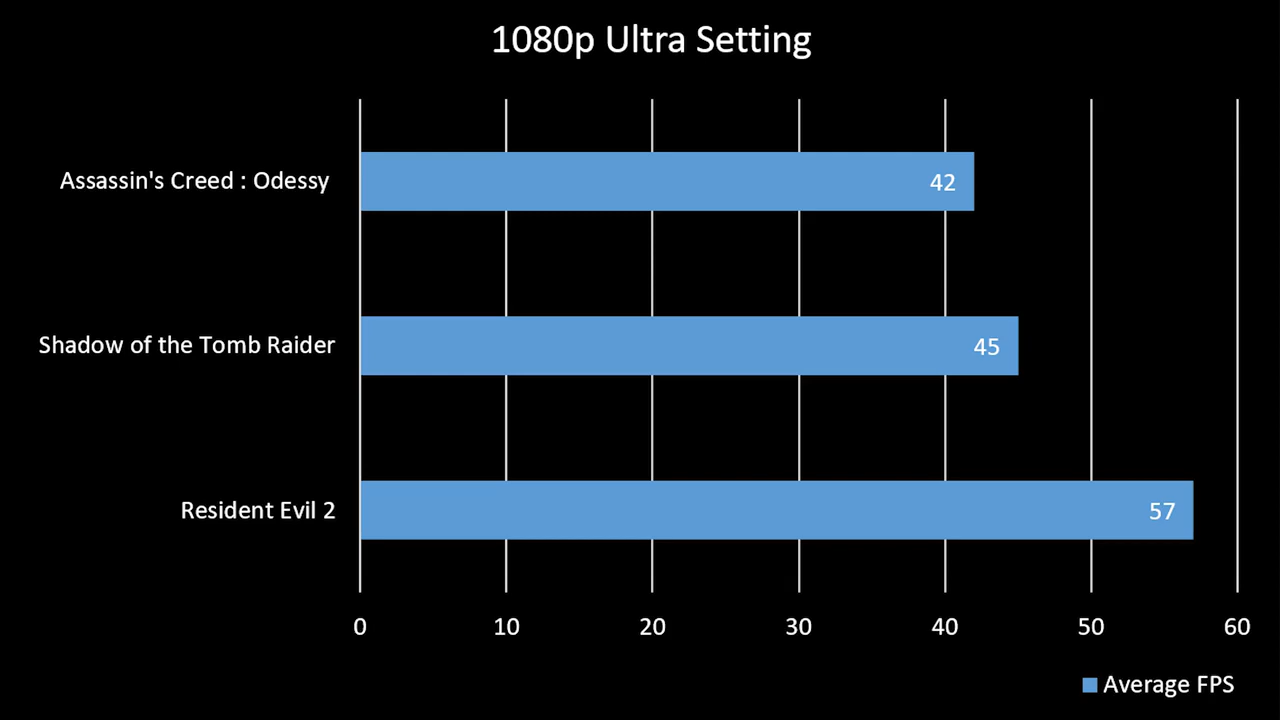 1080p Ultra Setting
Assassin's Creed : Odessy
42
Shadow of the Tomb Raider
45
Resident Evil 2
57
0 10 20 30 40 50 60
Average FPS